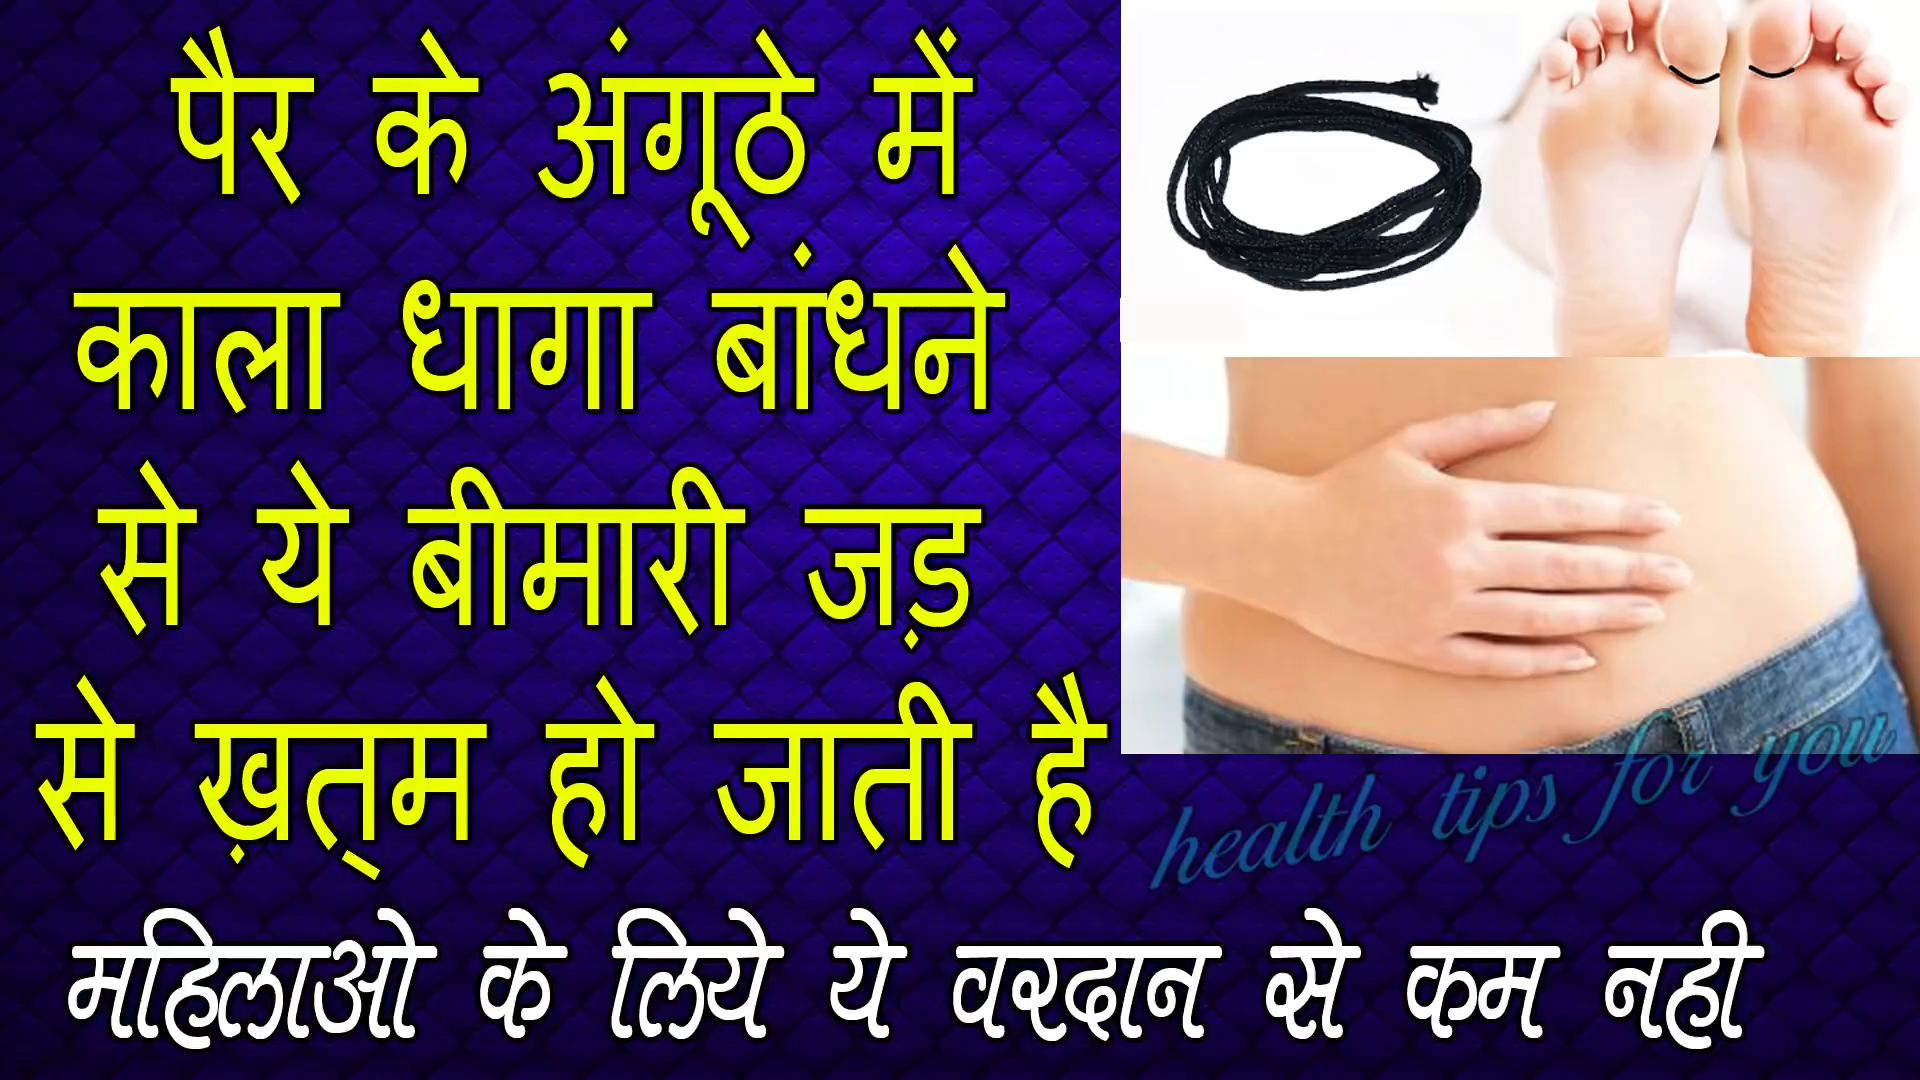 पैर के अंगूठे में
काला धागा बांधने
से ये बीमारी जड़
से ख़त्म हो जाती है
health tips for you
महिलाओ के लिये ये वरदान से कम नही